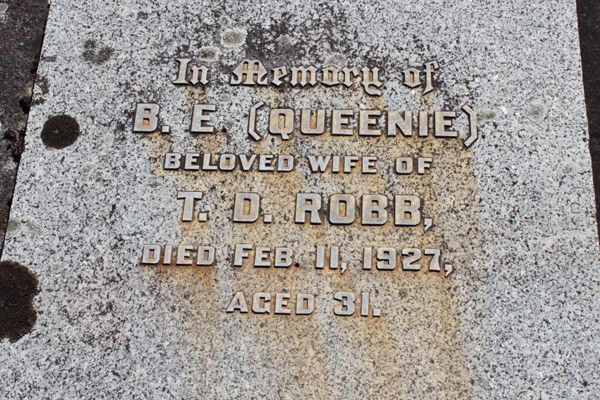 In Memory of
B. E (QUEENIE)
BELOVED WIFE OF
T. D. ROBB,
DIED FEB. 11, 1927,
AGED 31.